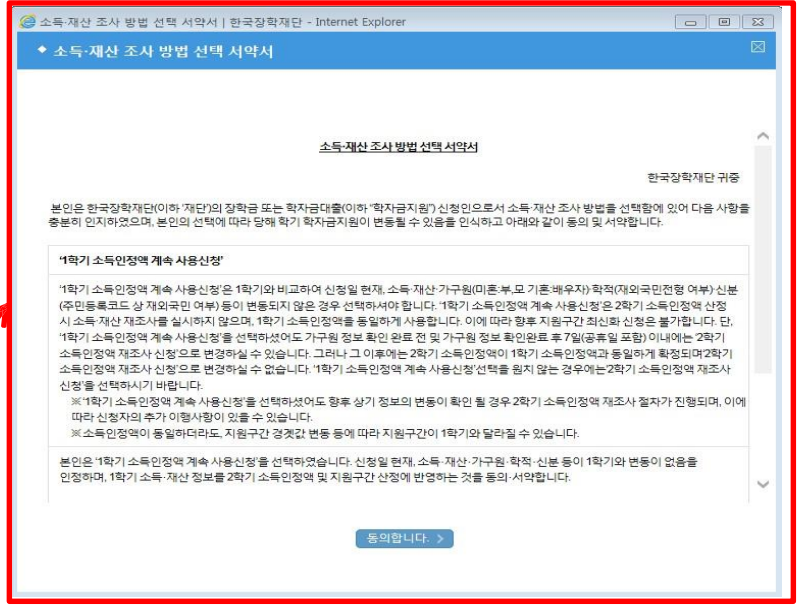 소득·재산 조사 방법 선택 서약서 | 한국장학재단 - Internet Explorer
소득·재산 조사 방법 선택 서약서
소득·재산 조사 방법 선택 서약서
한국장학재단 귀중
본인은 한국장학재단(이하 '재단')의 장학금 또는 학자금대출(이하 "학자금지원") 신청인으로서 소득·재산 조사 방법을 선택함에 있어 다음 사항을
충분히 인지하였으며, 본인의 선택에 따라 당해 학기 학자금지원이 변동될 수 있음을 인식하고 아래와 같이 동의 및 서약합니다.
'1학기 소득인정액 계속 사용신청'
'1학기 소득인정액 계속 사용신청'은 1학기와 비교하여 신청일 현재, 소득·재산·가구원(미혼:부,모 기혼:배우자)·학적(재외국민전형 여부)·신분
(주민등록코드 상 재외국민 여부) 등이 변동되지 않은 경우 선택하셔야 합니다. '1학기 소득인정액 계속 사용신청'은 2학기 소득인정액 산정
시 소득·재산 재조사를 실시하지 않으며, 1학기 소득인정액을 동일하게 사용합니다. 이에 따라 향후 지원구간 최신화 신청은 불가합니다. 단,
'1학기 소득인정액 계속 사용신청'을 선택하셨어도 가구원 정보 확인 완료 전 및 가구원 정보 확인완료 후 7일(공휴일 포함) 이내에는 '2학기
소득인정액 재조사 신청'으로 변경하실 수 있습니다. 그러나 그 이후에는 2학기 소득인정액이 1학기 소득인정액과 동일하게 확정되며'2학기
소득인정액 재조사 신청'으로 변경하실 수 없습니다. '1학기 소득인정액 계속 사용신청'선택을 원지 않는 경우에는'2학기 소득인정액 재조사
신청'을 선택하시기 바랍니다.
※'1학기 소득인정액 계속 사용신청'을 선택하셨어도 향후 상기 정보의 변동이 확인 될 경우 2학기 소득인정액 재조사 절차가 진행되며, 이에
따라 신청자의 추가 이행사항이 있을 수 있습니다.
※소득인정액이 동일하더라도, 지원구간 경곗값 변동 등에 따라 지원구간이 1학기와 달라질 수 있습니다.
본인은 '1학기 소득인정액 계속 사용신청'을 선택하였습니다. 신청일 현재, 소득·재산·가구원·학적·신분 등이 1학기와 변동이 없음을
인정하며, 1학기 소득·재산 정보를 2학기 소득인정액 및 지원구간 산정에 반영하는 것을 동의·서약합니다.
동의합니다. >